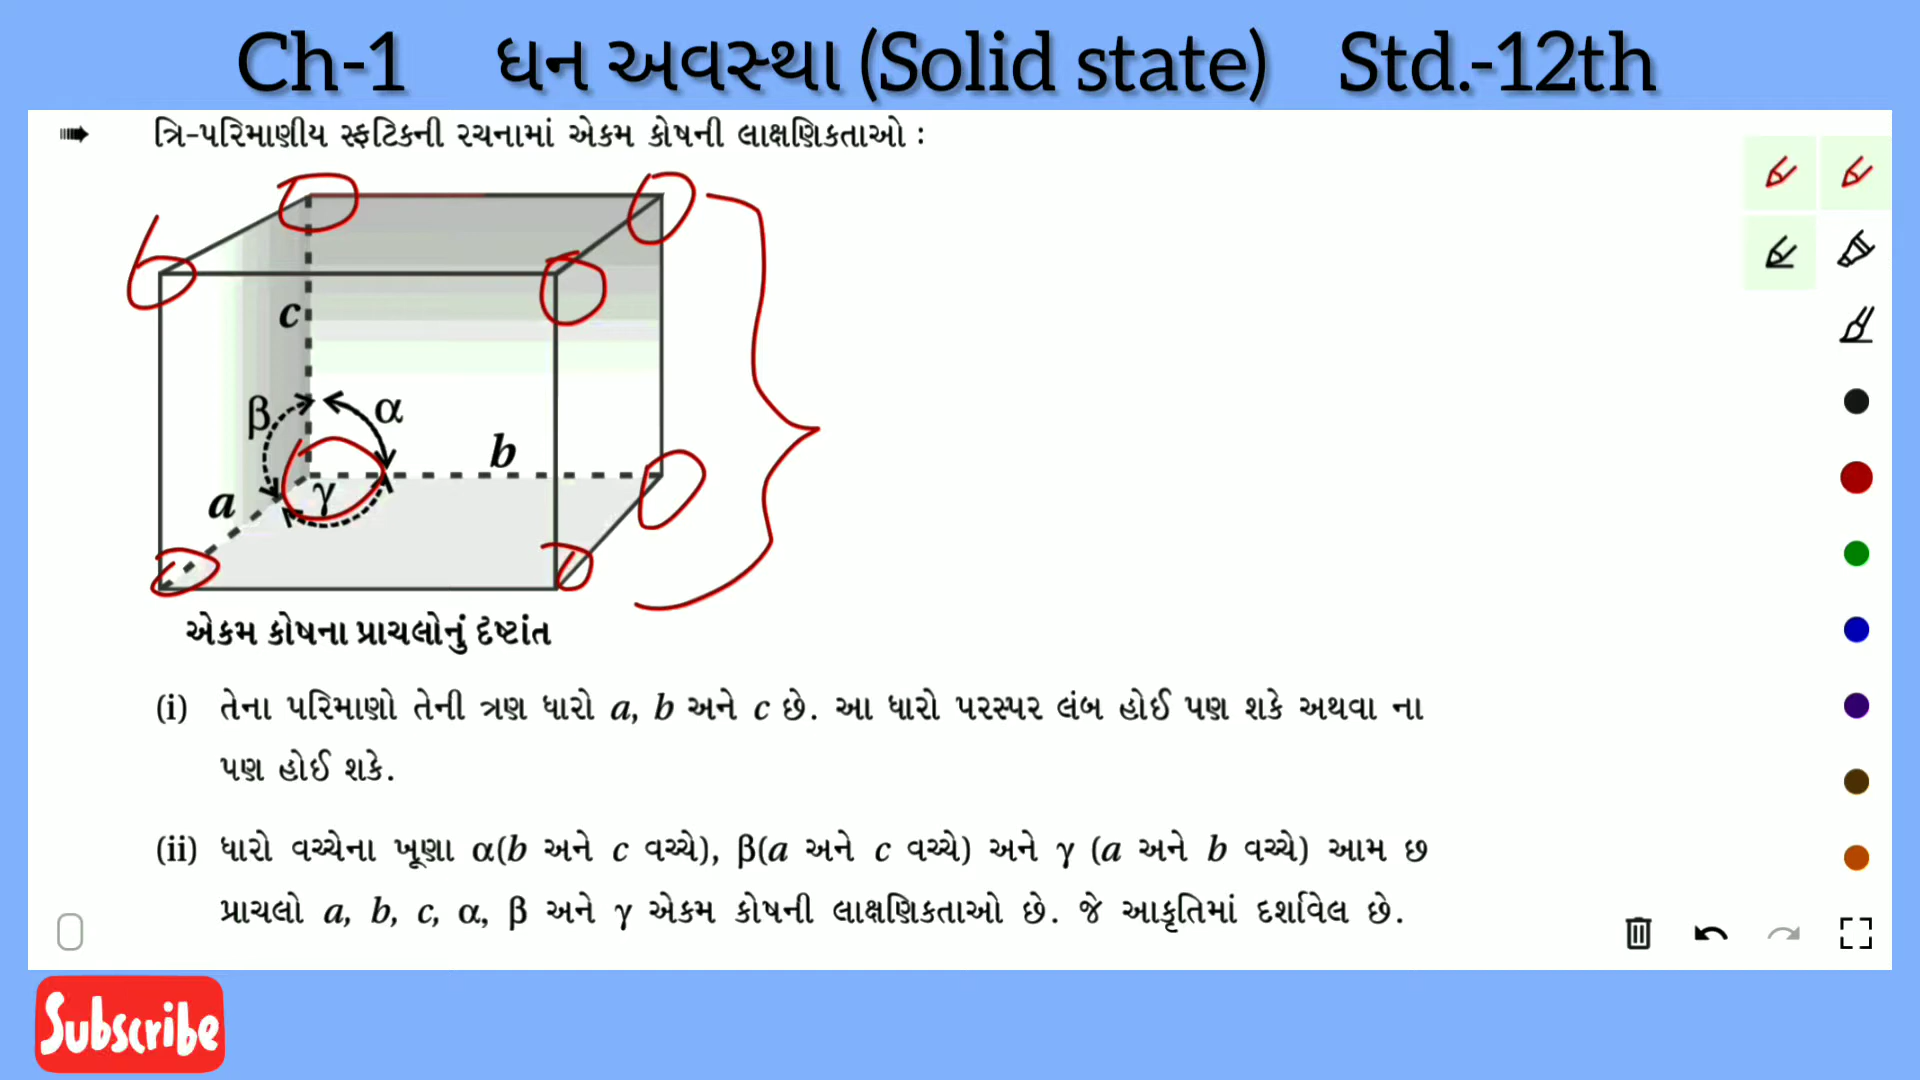 Ch-1 ઘન અવસ્થા (Solid state) Std.-12th
ત્રિ-પરિમાણીય સ્ફટિકની રચનામાં એકમ કોષની લાક્ષણિકતાઓ :
c
β α
b
a γ
એકમ કોષના પ્રાચલોનું દૃષ્ટાંત
(i) તેના પરિમાણો તેની ત્રણ ધારો a, b અને c છે. આ ધારો પરસ્પર લંબ હોઈ પણ શકે અથવા ના
પણ હોઈ શકે.
(ii) ધારો વચ્ચેના ખૂણા α(b અને c વચ્ચે), β(a અને c વચ્ચે) અને γ (a અને b વચ્ચે) આમ છ
પ્રાચલો a, b, c, α, β અને γ એકમ કોષની લાક્ષણિકતાઓ છે. જે આકૃતિમાં દર્શાવેલ છે.
Subscribe